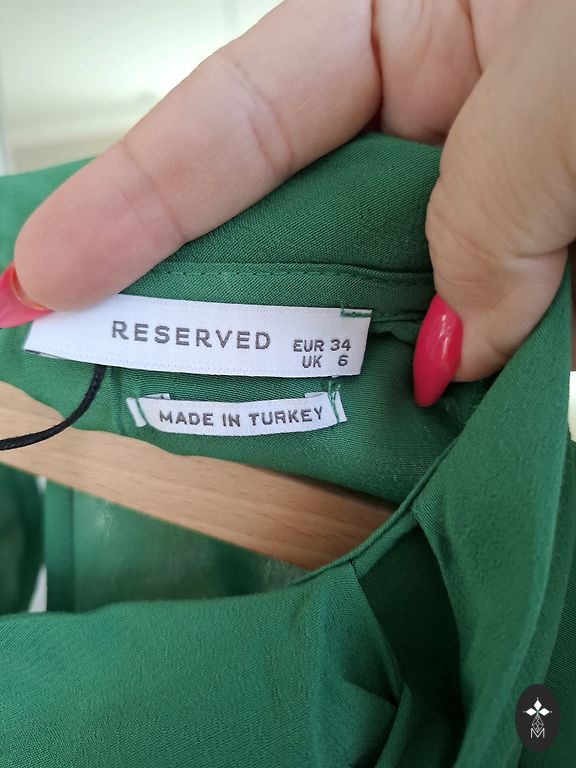 RESERVED
EUR 34
UK 6
MADE IN TURKEY
M